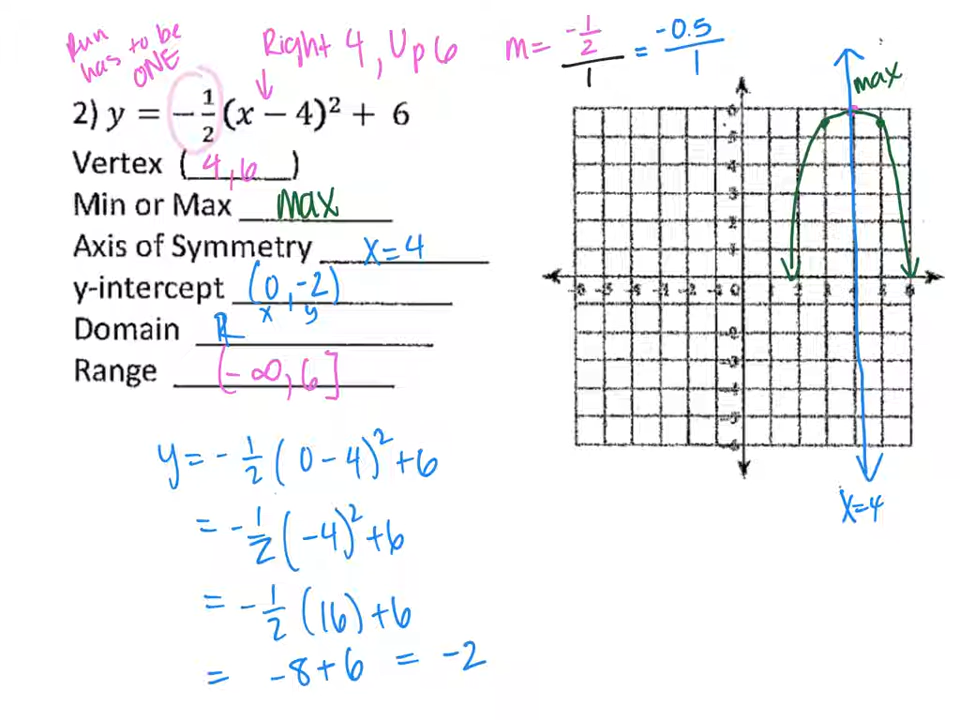 Run has to be ONE
Right 4, Up 6
m = -1/2 / 1 = -0.5/1
2) y = -1/2 (x - 4)² + 6
Vertex (4,6)
Min or Max max
Axis of Symmetry x=4
y-intercept (0, -2)
x y
Domain ℝ
Range (-∞, 6]
y = -1/2 (0-4)² + 6
= -1/2 (-4)² + 6
= -1/2 (16) + 6
= -8 + 6 = -2
max
x=4